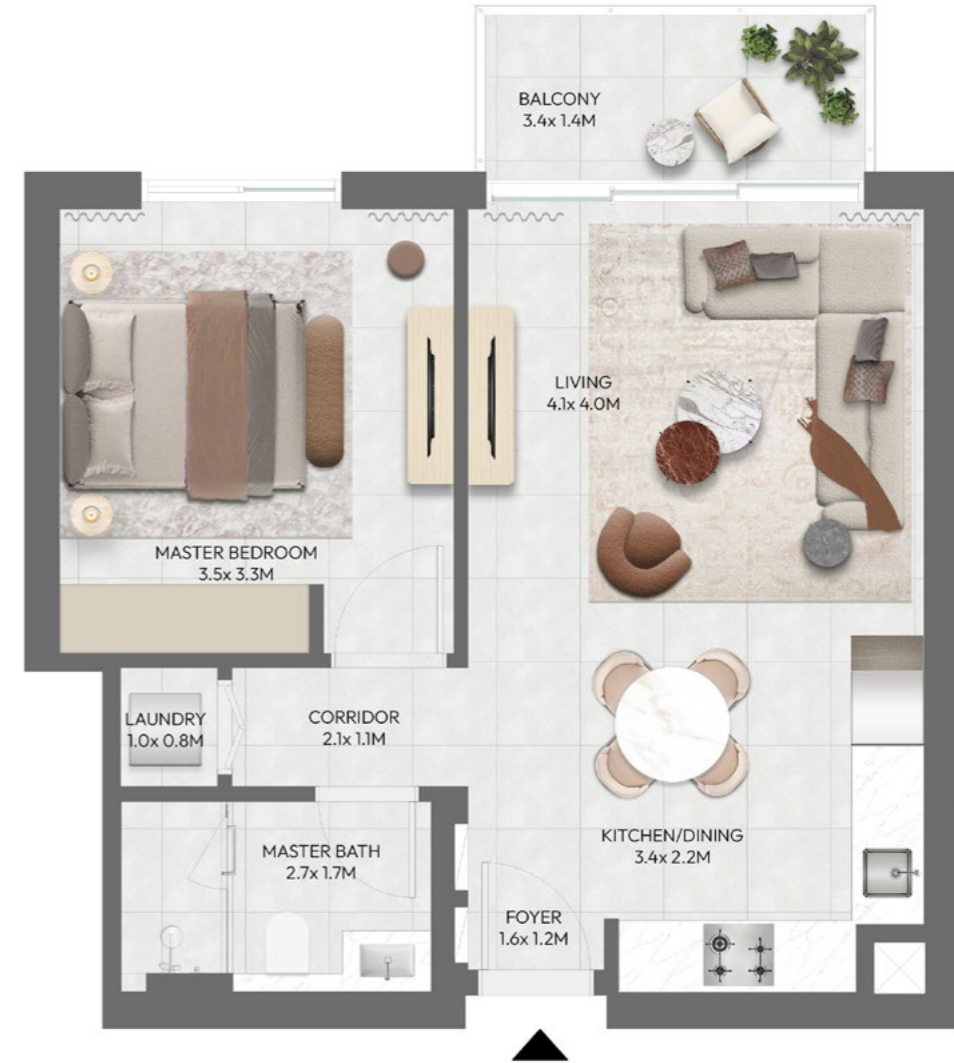 BALCONY
3.4x 1.4M
LIVING
4.1x 4.0M
MASTER BEDROOM
3.5x 3.3M
LAUNDRY
1.0x 0.8M
CORRIDOR
2.1x 1.1M
MASTER BATH
2.7x 1.7M
KITCHEN/DINING
3.4x 2.2M
FOYER
1.6x 1.2M